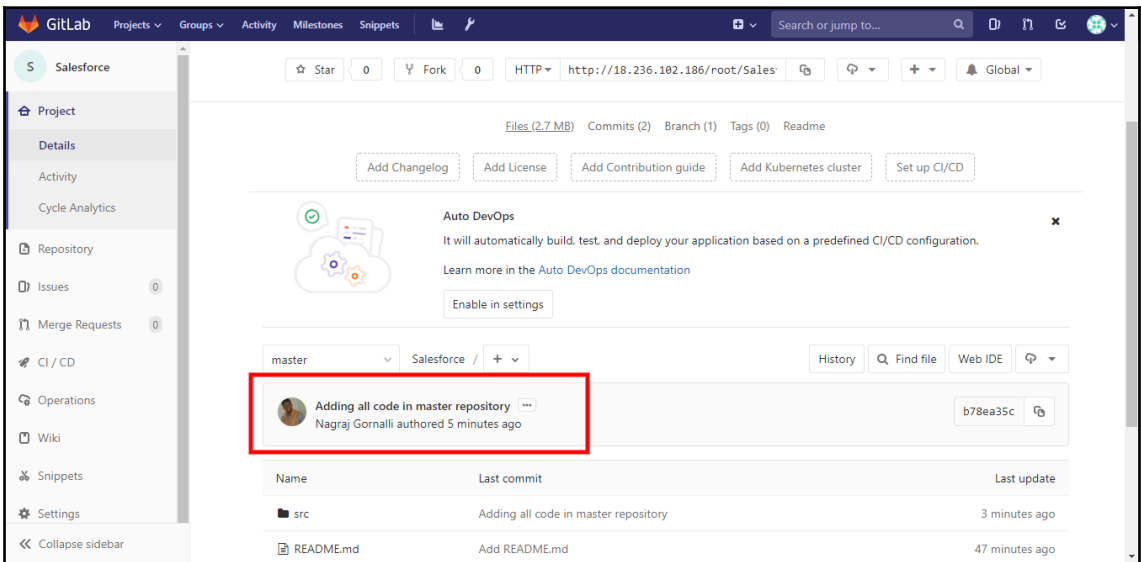 GitLab Projects Groups Activity Milestones Snippets Search or jump to...
S Salesforce
Star 0 Fork 0 HTTP http://18.236.102.186/root/Sales Global
Project
Details
Activity
Cycle Analytics
Repository
Issues 0
Merge Requests 0
CI / CD
Operations
Wiki
Snippets
Settings
Collapse sidebar
Files (2.7 MB) Commits (2) Branch (1) Tags (0) Readme
Add Changelog Add License Add Contribution guide Add Kubernetes cluster Set up CI/CD
Auto DevOps
It will automatically build, test, and deploy your application based on a predefined CI/CD configuration.
Learn more in the Auto DevOps documentation
Enable in settings
master Salesforce / + History Find file Web IDE
Adding all code in master repository b78ea35c
Nagraj Gornalli authored 5 minutes ago
Name Last commit Last update
src Adding all code in master repository 3 minutes ago
README.md Add README.md 47 minutes ago